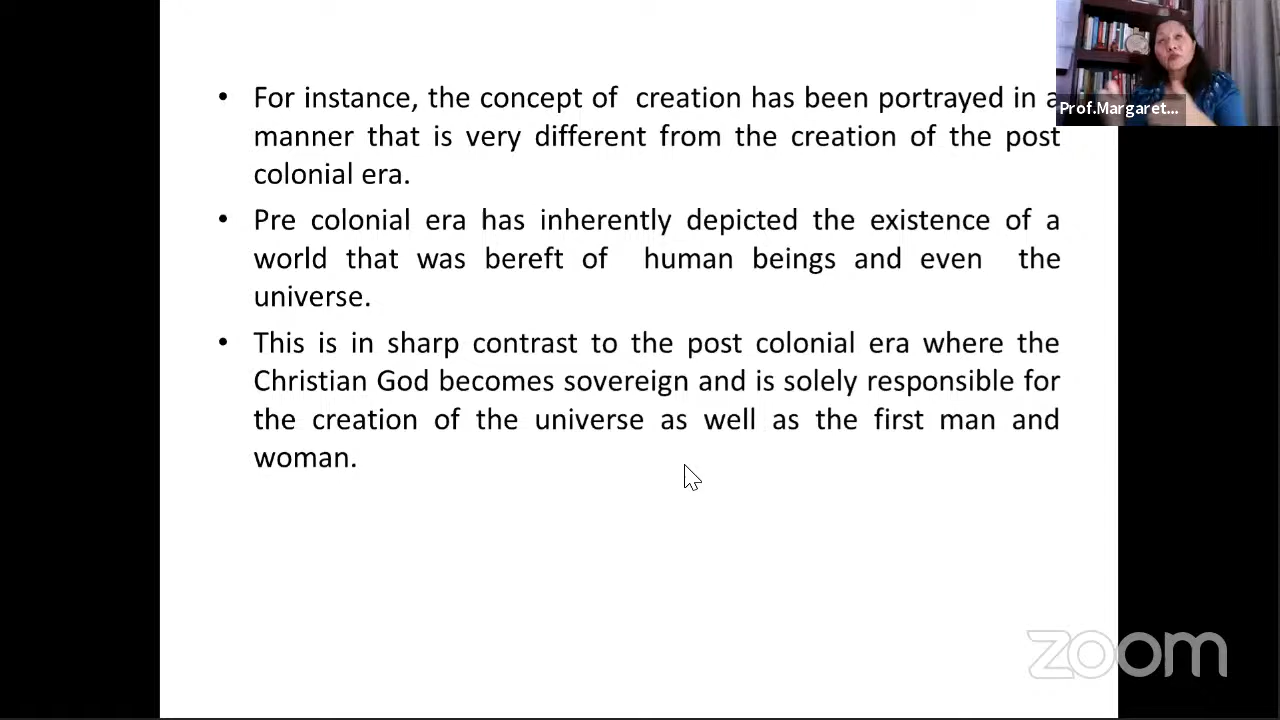 • For instance, the concept of creation has been portrayed in a
manner that is very different from the creation of the post
colonial era.
• Pre colonial era has inherently depicted the existence of a
world that was bereft of human beings and even the
universe.
• This is in sharp contrast to the post colonial era where the
Christian God becomes sovereign and is solely responsible for
the creation of the universe as well as the first man and
woman.
Prof.Margaret...
zoom